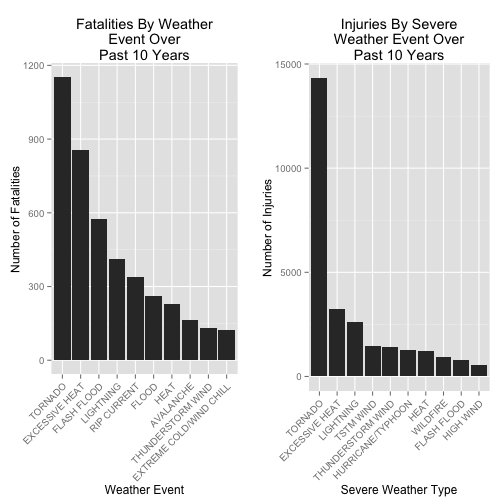 Fatalities By Weather
Event Over
Past 10 Years
Number of Fatalities
1200
900
600
300
0
TORNADO
EXCESSIVE HEAT
FLASH FLOOD
LIGHTNING
RIP CURRENT
FLOOD
HEAT
AVALANCHE
THUNDERSTORM WIND
EXTREME COLD/WIND CHILL
Weather Event
Injuries By Severe
Weather Event Over
Past 10 Years
Number of Injuries
15000
10000
5000
0
TORNADO
EXCESSIVE HEAT
LIGHTNING
TSTM WIND
THUNDERSTORM WIND
HURRICANE/TYPHOON
HEAT
WILDFIRE
FLASH FLOOD
HIGH WIND
Severe Weather Type